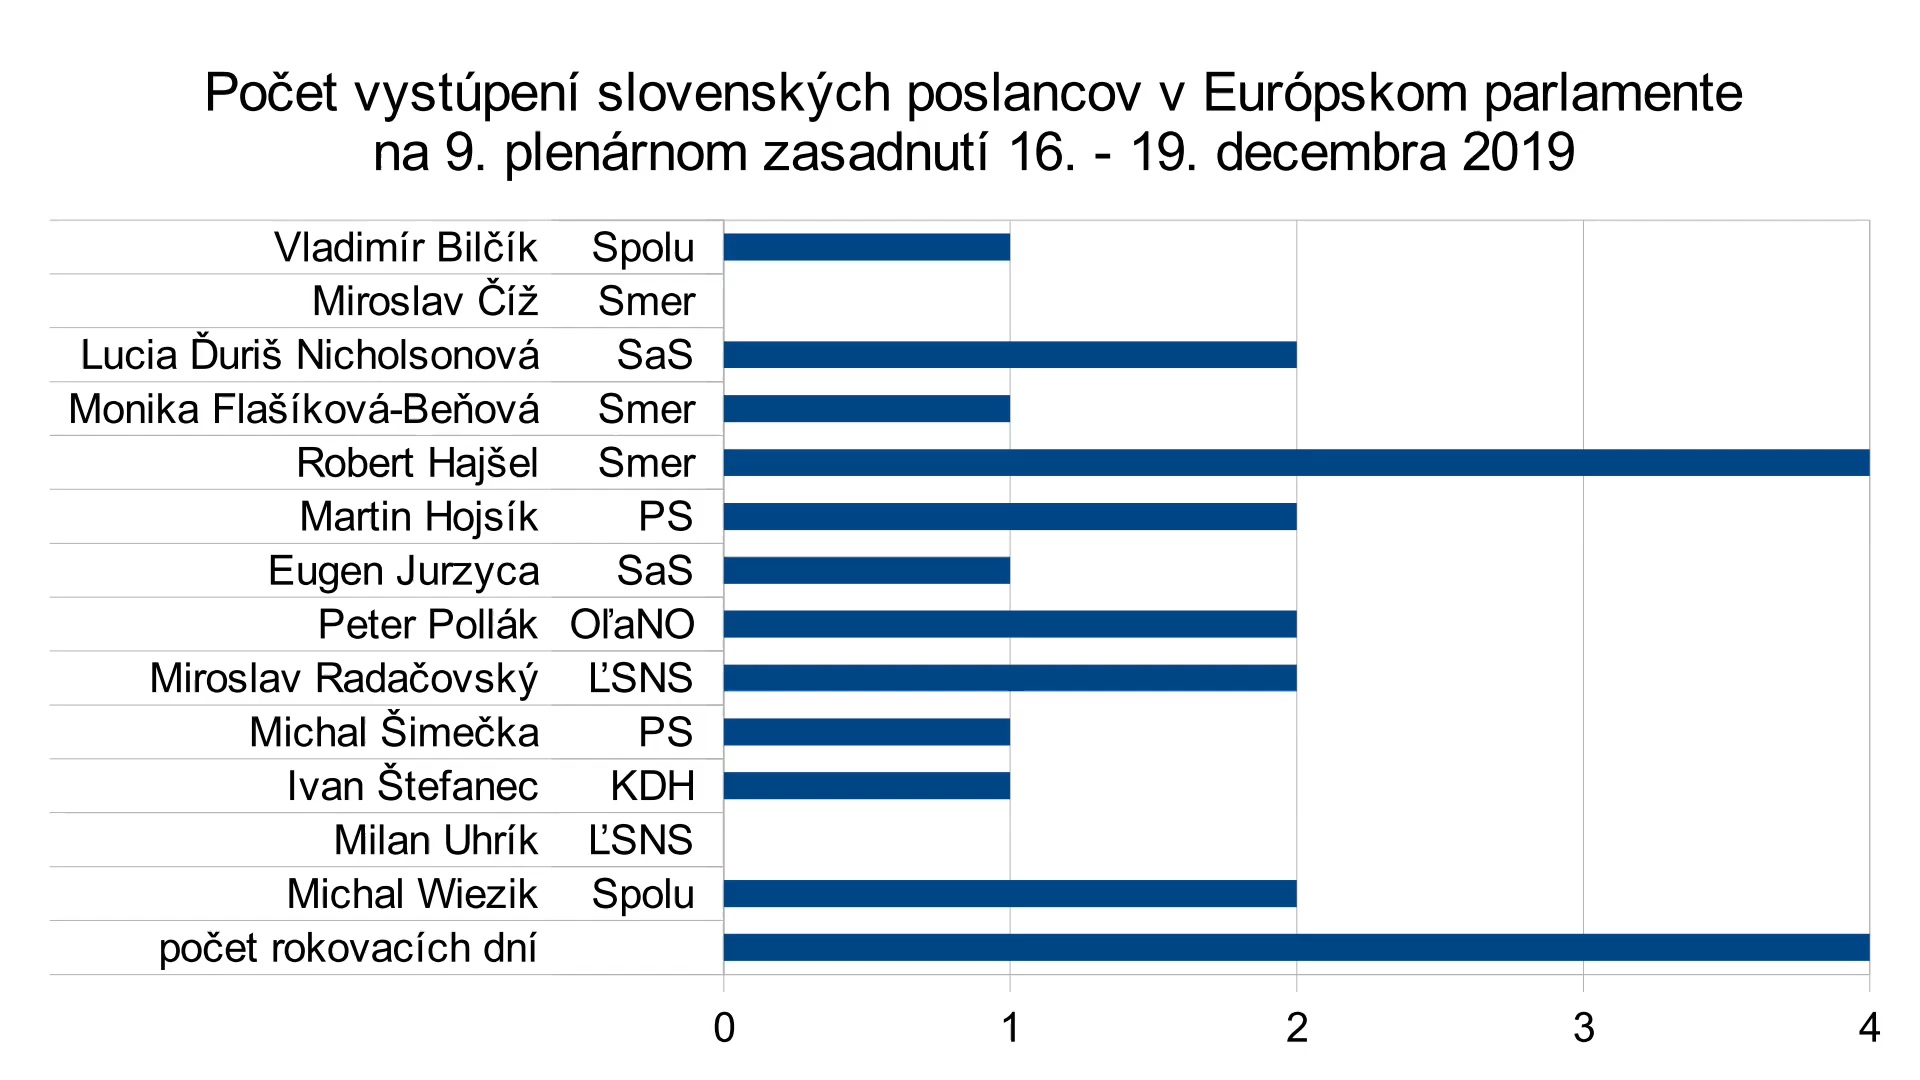 Počet vystúpení slovenských poslancov v Európskom parlamente
na 9. plenárnom zasadnutí 16. - 19. decembra 2019
Vladimír Bilčík Spolu
Miroslav Číž Smer
Lucia Ďuriš Nicholsonová SaS
Monika Flašíková-Beňová Smer
Robert Hajšel Smer
Martin Hojsík PS
Eugen Jurzyca SaS
Peter Pollák OľaNO
Miroslav Radačovský ĽSNS
Michal Šimečka PS
Ivan Štefanec KDH
Milan Uhrík ĽSNS
Michal Wiezik Spolu
počet rokovacích dní
0 1 2 3 4